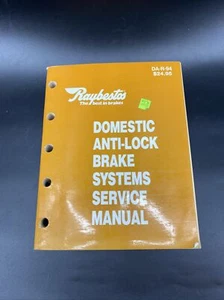 DA-R-94
$24.95
Raybestos
The best in brakes
DOMESTIC
ANTI-LOCK
BRAKE
SYSTEMS
SERVICE
MANUAL